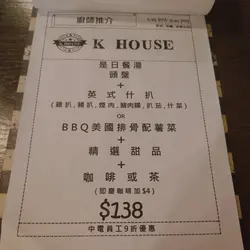 廚師推介
K HOUSE
K HOUSE
是日餐湯
頭盤
+
英式什扒
(雞扒, 豬扒, 煙肉, 豬肉腸, 扒茄, 什菜)
OR
BBQ美國排骨配薯菜
+
精選甜品
+
咖啡或茶
(即磨咖啡加$4)
$138
中電員工9折優惠